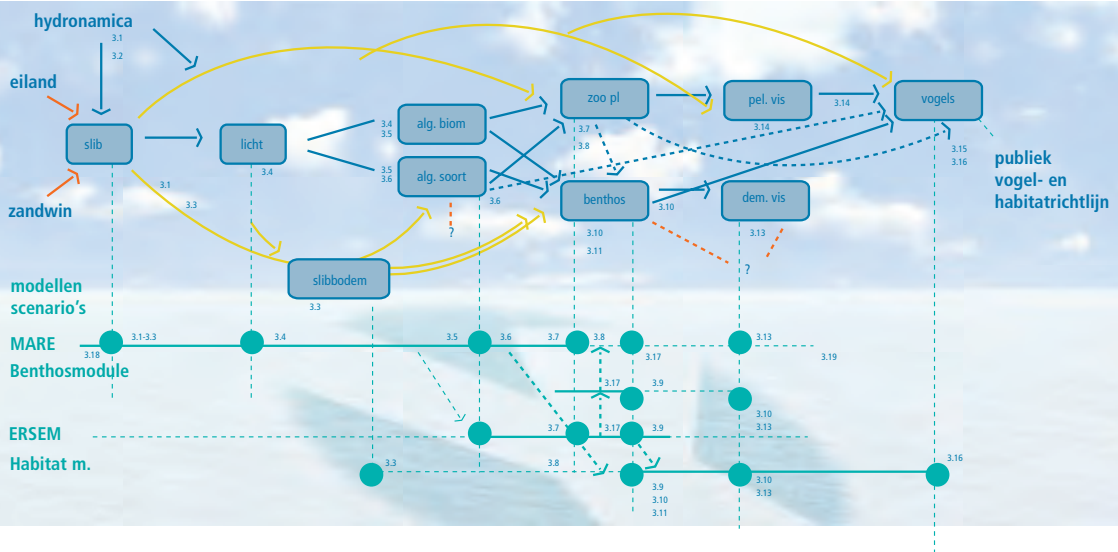 hydronamica
3.1
3.2
eiland
slib
zandwin
3.1
3.3
licht
3.4
3.4
3.5
alg. biom
3.5
3.6
alg. soort
3.6
?
slibbodem
3.3
zoo pl
3.7
3.8
benthos
3.10
3.10
3.11
pel. vis
3.14
3.14
dem. vis
3.13
?
vogels
3.15
3.16
publiek
vogel- en
habitatrichtlijn
modellen
scenario's
MARE
3.18
3.1-3.3
3.4
3.5
3.6
3.7
3.8
3.17
3.13
3.19
Benthosmodule
3.17
3.9
3.10
3.13
ERSEM
3.7
3.17
3.9
Habitat m.
3.3
3.8
3.9
3.10
3.11
3.10
3.13
3.16